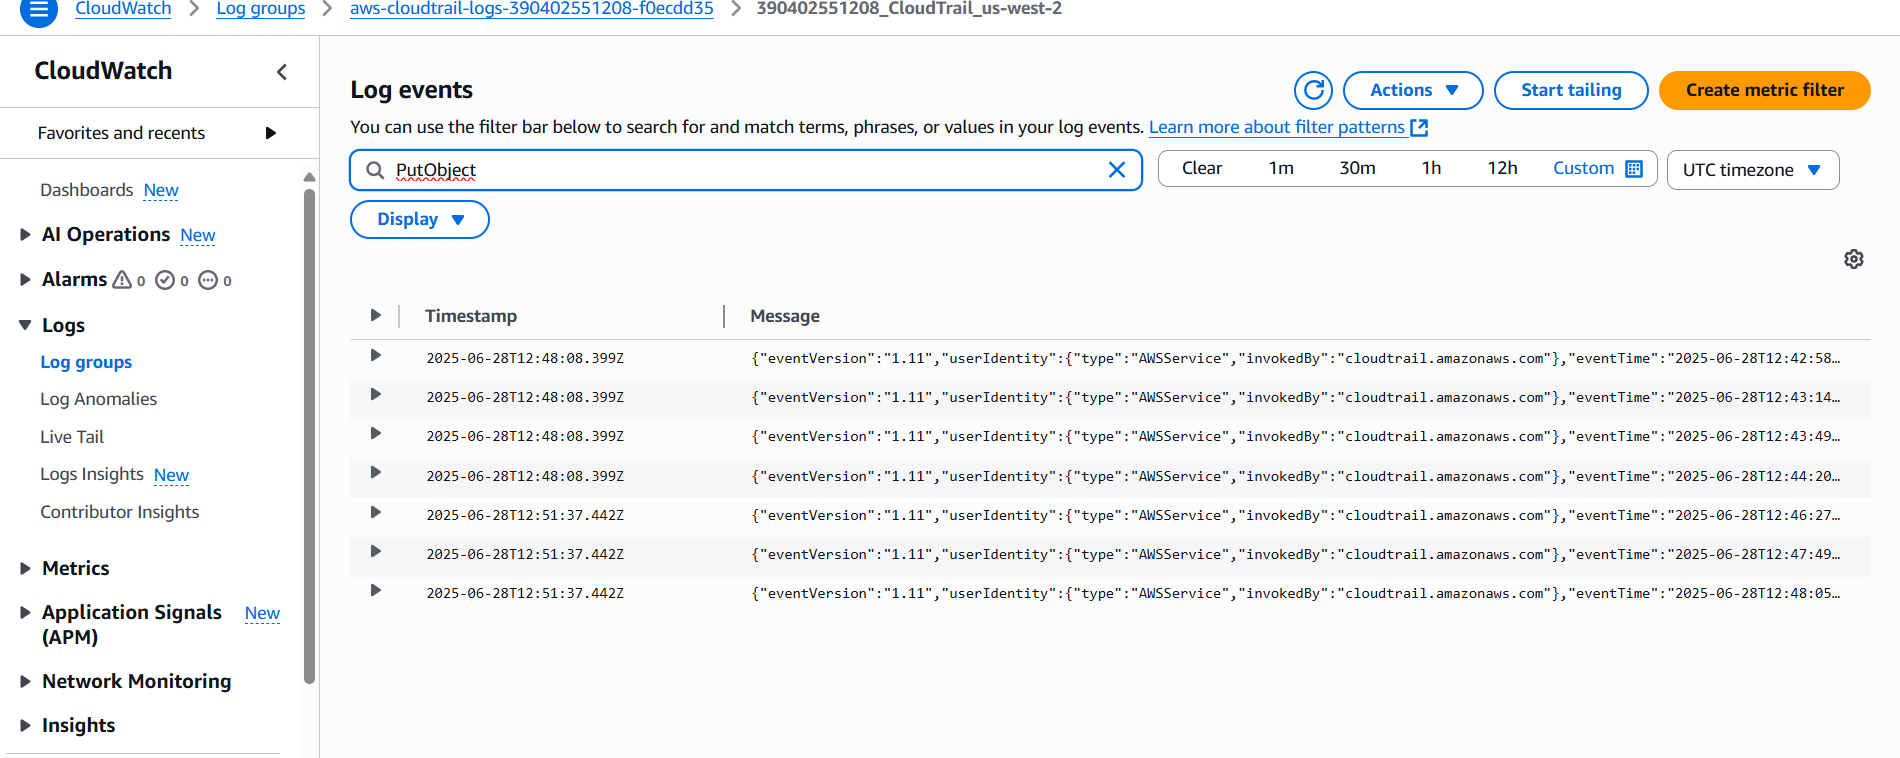 CloudWatch > Log groups > aws-cloudtrail-logs-390402551208-f0ecdd35 > 390402551208_CloudTrail_us-west-2
CloudWatch
Favorites and recents
Dashboards New
AI Operations New
Alarms 0 0 0
Logs
Log groups
Log Anomalies
Live Tail
Logs Insights New
Contributor Insights
Metrics
Application Signals New
(APM)
Network Monitoring
Insights
Log events
Actions
Start tailing
Create metric filter
You can use the filter bar below to search for and match terms, phrases, or values in your log events. Learn more about filter patterns
PutObject
Clear 1m 30m 1h 12h Custom
UTC timezone
Display
Timestamp Message
2025-06-28T12:48:08.399Z {"eventVersion":"1.11","userIdentity":{"type":"AWSService","invokedBy":"cloudtrail.amazonaws.com"},"eventTime":"2025-06-28T12:42:58…
2025-06-28T12:48:08.399Z {"eventVersion":"1.11","userIdentity":{"type":"AWSService","invokedBy":"cloudtrail.amazonaws.com"},"eventTime":"2025-06-28T12:43:14…
2025-06-28T12:48:08.399Z {"eventVersion":"1.11","userIdentity":{"type":"AWSService","invokedBy":"cloudtrail.amazonaws.com"},"eventTime":"2025-06-28T12:43:49…
2025-06-28T12:48:08.399Z {"eventVersion":"1.11","userIdentity":{"type":"AWSService","invokedBy":"cloudtrail.amazonaws.com"},"eventTime":"2025-06-28T12:44:20…
2025-06-28T12:51:37.442Z {"eventVersion":"1.11","userIdentity":{"type":"AWSService","invokedBy":"cloudtrail.amazonaws.com"},"eventTime":"2025-06-28T12:46:27…
2025-06-28T12:51:37.442Z {"eventVersion":"1.11","userIdentity":{"type":"AWSService","invokedBy":"cloudtrail.amazonaws.com"},"eventTime":"2025-06-28T12:47:49…
2025-06-28T12:51:37.442Z {"eventVersion":"1.11","userIdentity":{"type":"AWSService","invokedBy":"cloudtrail.amazonaws.com"},"eventTime":"2025-06-28T12:48:05…